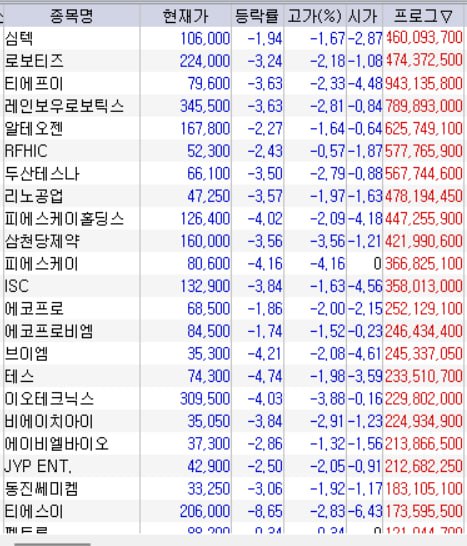 종목명 현재가 등락률 고가(%) 시가 프로그▽
심텍 106,000 -1.94 -1.67 -2.87 460,093,700
로보티즈 224,000 -3.24 -2.18 -1.08 474,372,500
티에프이 79,600 -3.63 -2.33 -4.48 943,135,800
레인보우로보틱스 345,500 -3.63 -2.81 -0.84 789,893,000
알테오젠 167,800 -2.27 -1.64 -0.64 625,749,100
RFHIC 52,300 -2.43 -0.57 -1.87 577,765,900
두산테스나 66,100 -3.50 -2.79 -0.88 567,744,600
리노공업 47,250 -3.57 -1.97 -1.63 478,194,450
피에스케이홀딩스 126,400 -4.02 -2.09 -4.18 447,255,900
삼천당제약 160,000 -3.56 -3.56 -1.21 421,990,600
피에스케이 80,600 -4.16 -4.16 0 366,825,100
ISC 132,900 -3.84 -1.63 -4.56 358,013,000
에코프로 68,500 -1.86 -2.00 -2.15 252,129,100
에코프로비엠 84,500 -1.74 -1.52 -0.23 246,434,400
브이엠 35,300 -4.21 -2.08 -4.61 245,337,050
테스 74,300 -4.74 -1.98 -3.59 233,510,700
이오테크닉스 309,500 -4.03 -3.88 -0.16 229,802,000
비에이치아이 35,050 -3.84 -2.91 -1.23 224,934,900
에이비엘바이오 37,300 -2.86 -1.32 -1.56 213,866,500
JYP ENT. 42,900 -2.50 -2.05 -0.91 212,682,250
동진쎄미켐 33,250 -3.06 -1.92 -1.17 183,105,100
티에스이 206,000 -8.65 -2.83 -6.43 173,595,500